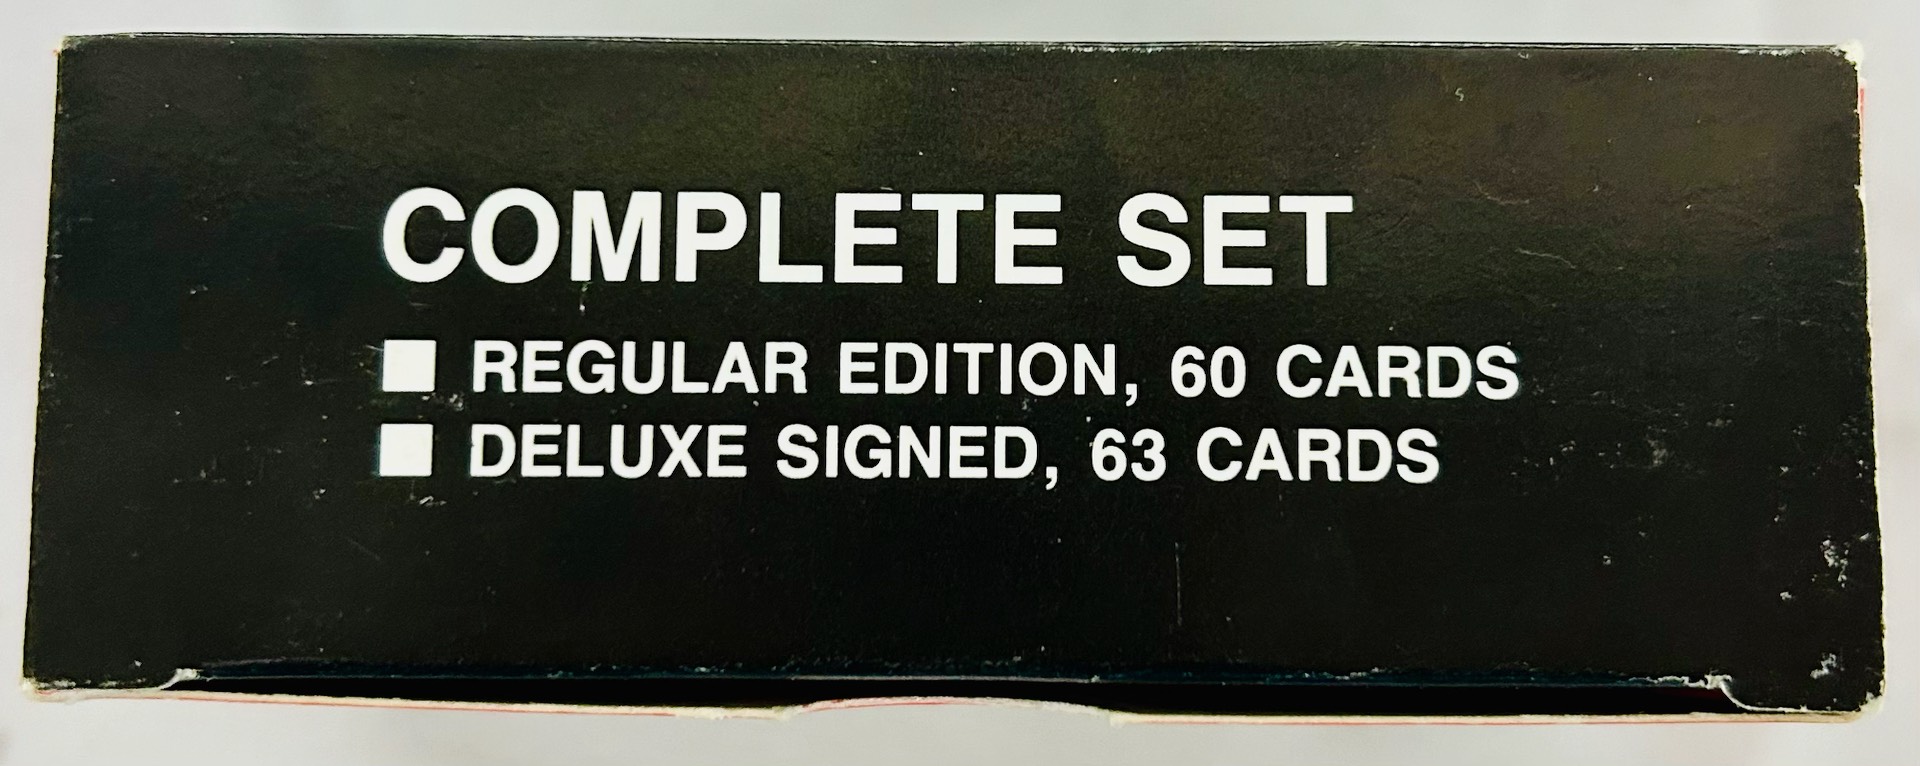 COMPLETE SET
REGULAR EDITION, 60 CARDS
DELUXE SIGNED, 63 CARDS